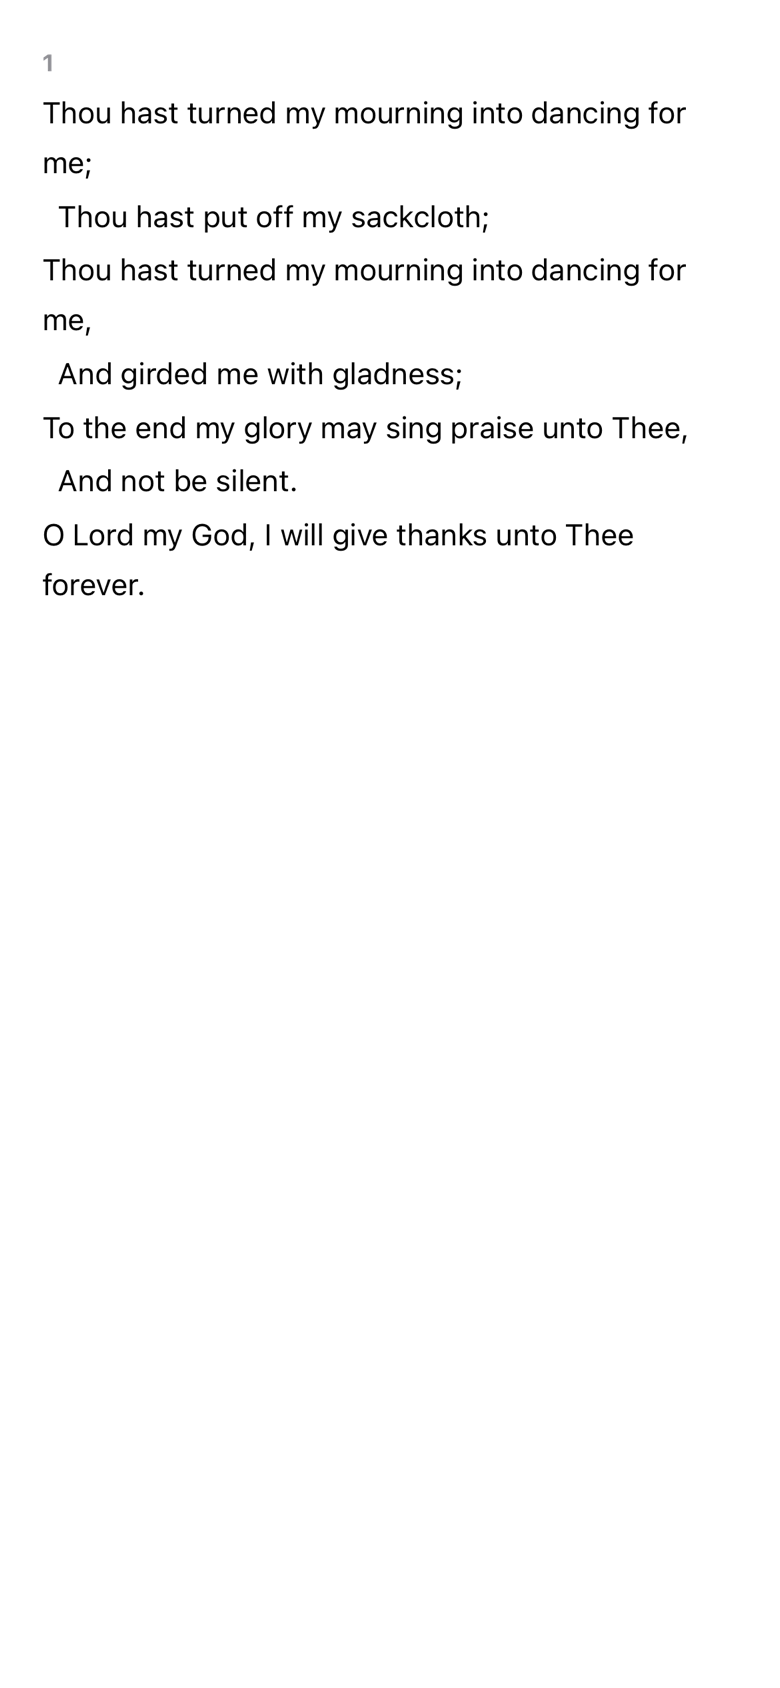 1
Thou hast turned my mourning into dancing for
me;
Thou hast put off my sackcloth;
Thou hast turned my mourning into dancing for
me,
And girded me with gladness;
To the end my glory may sing praise unto Thee,
And not be silent.
O Lord my God, I will give thanks unto Thee
forever.